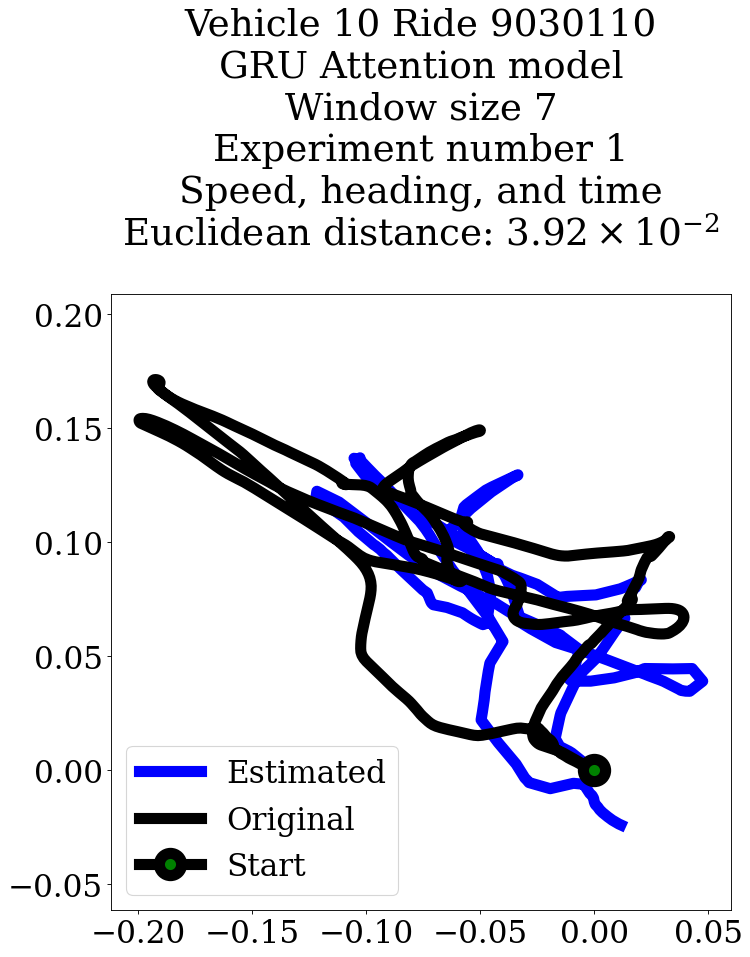 Vehicle 10 Ride 9030110
GRU Attention model
Window size 7
Experiment number 1
Speed, heading, and time
Euclidean distance: 3.92 × 10⁻²
0.20
0.15
0.10
0.05
0.00
−0.05
Estimated
Original
Start
−0.20 −0.15 −0.10 −0.05 0.00 0.05